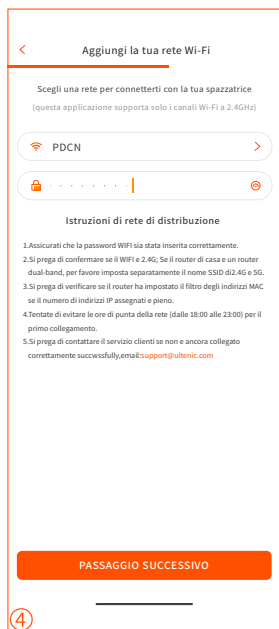 Aggiungi la tua rete Wi-Fi
Scegli una rete per connetterti con la tua spazzatrice
(questa applicazione supporta solo i canali Wi-Fi a 2.4GHz)
PDCN
Istruzioni di rete di distribuzione
1.Assicurati che la password WIFI sia stata inserita correttamente.
2.Si prega di confermare se il WIFI e 2.4G; Se il router di casa e un router
dual-band, per favore imposta separatamente il nome SSID di2.4G e 5G.
3.Si prega di verificare se il router ha impostato il filtro degli indirizzi MAC
se il numero di indirizzi IP assegnati e pieno.
4.Tentate di evitare le ore di punta della rete (dalle 18:00 alle 23:00) per il
primo collegamento.
5.Si prega di contattare il servizio clienti se non e ancora collegato
correttamente succwssfully,email:support@ultenic.com
PASSAGGIO SUCCESSIVO
④